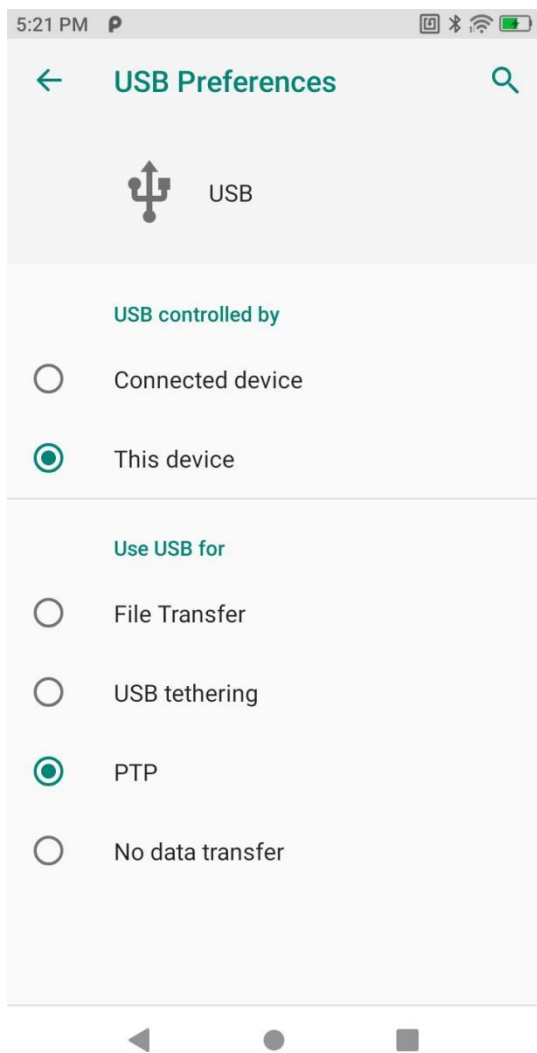 5:21 PM
USB Preferences
USB
USB controlled by
Connected device
This device
Use USB for
File Transfer
USB tethering
PTP
No data transfer